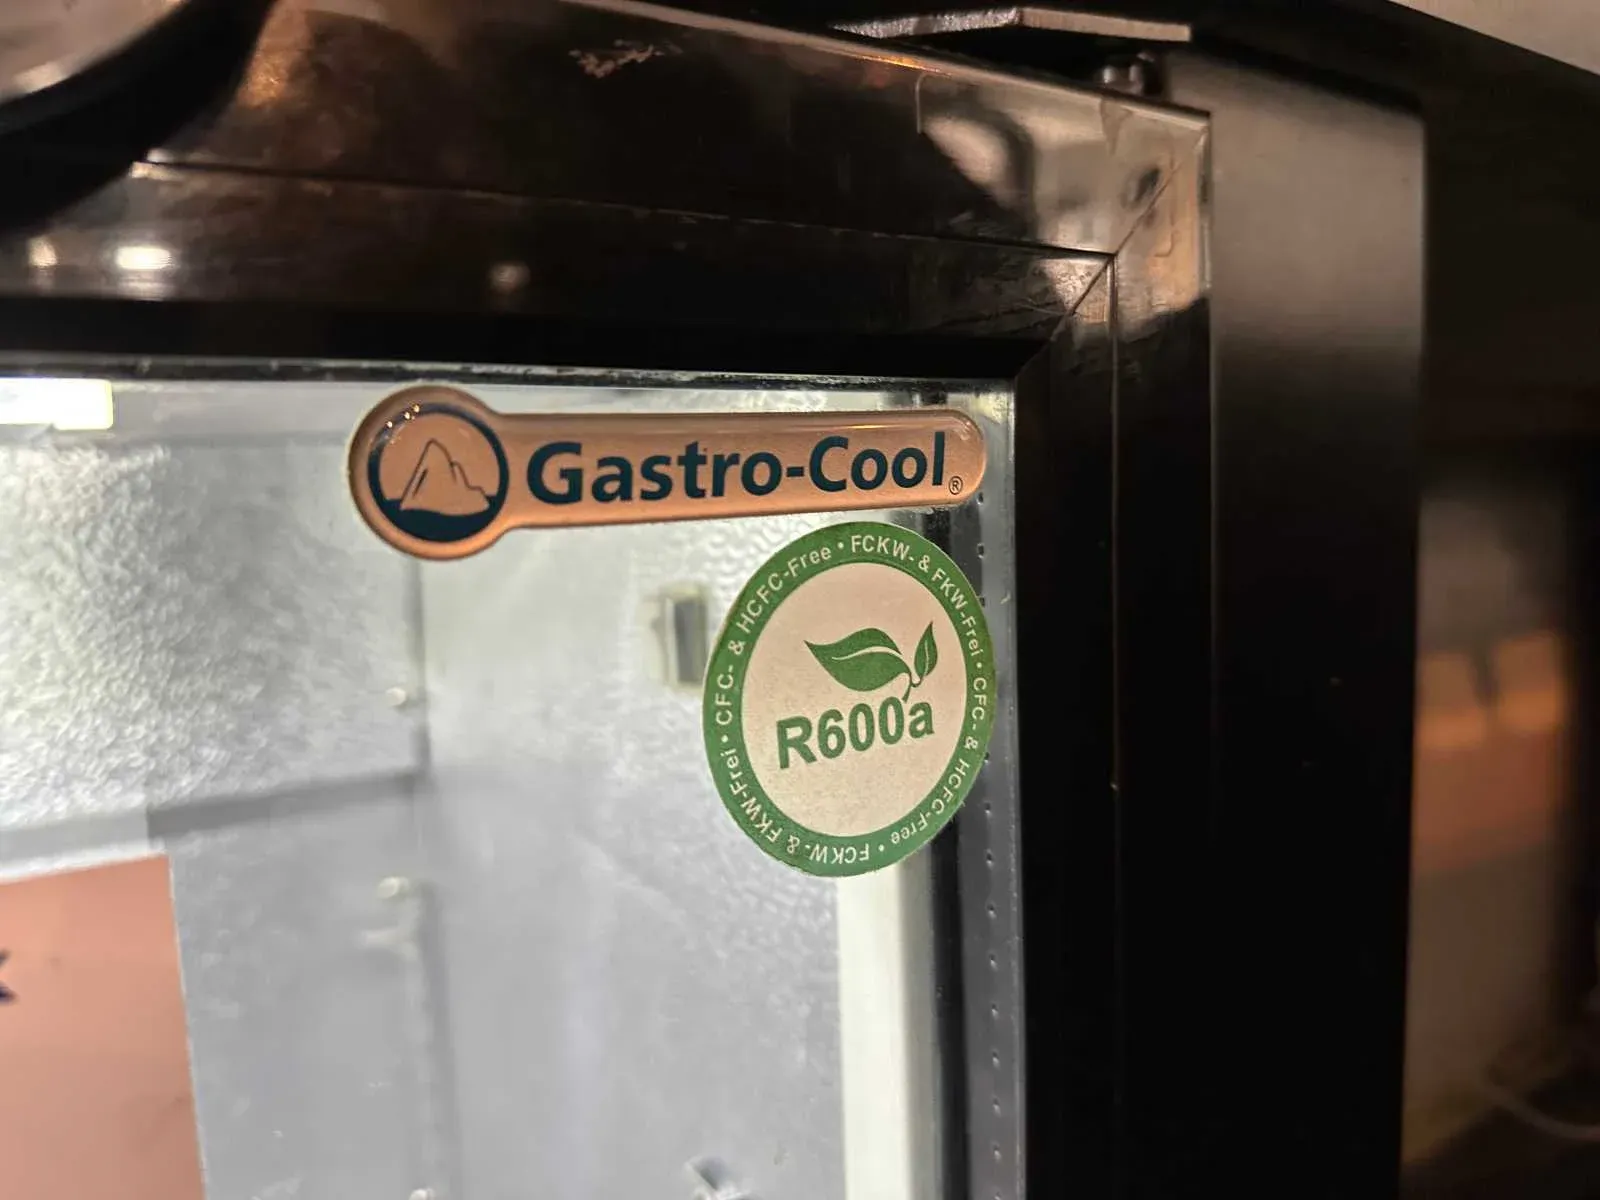 Gastro-Cool®
FCKW- & FKW-Frei • CFC- & HCFC-Free • FCKW- & FKW-Frei • CFC- & HCFC-Free •
R600a